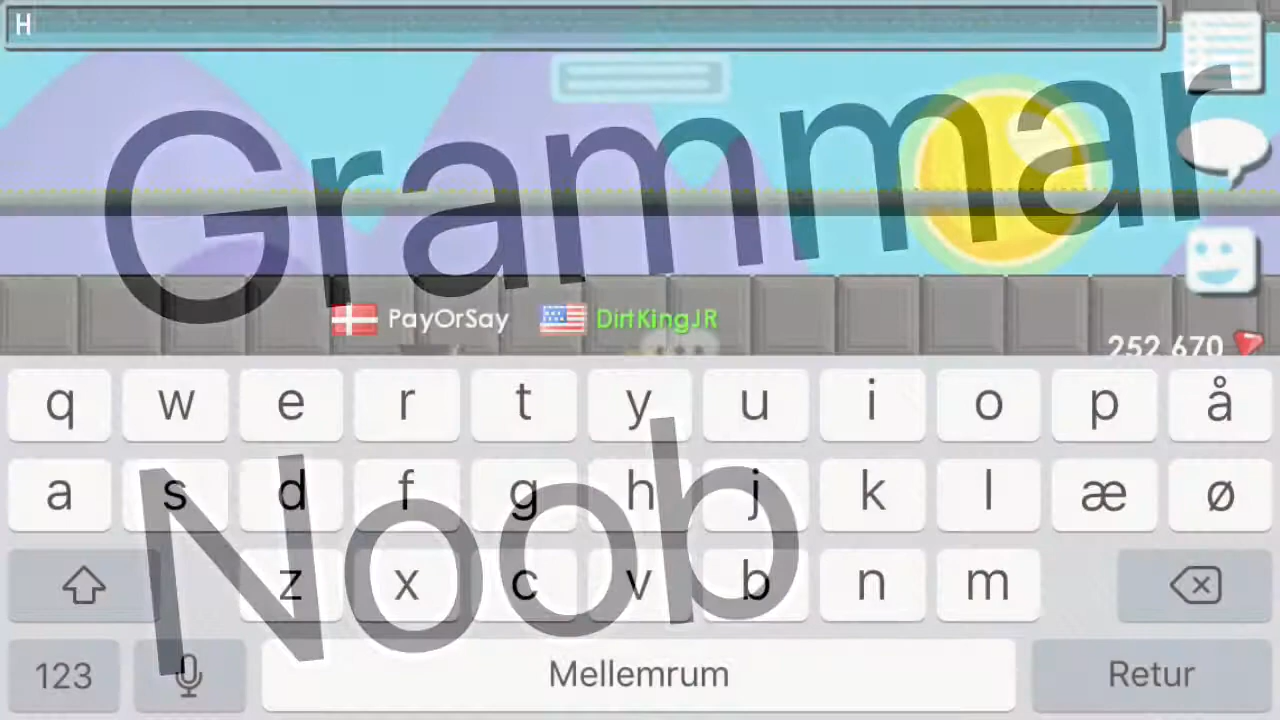 H
Grammar
PayOrSay DirtKingJR
252,670
q w e r t y u i o p å
Noob
a s d f g h j k l æ ø
z x c v b n m
123 Mellemrum Retur